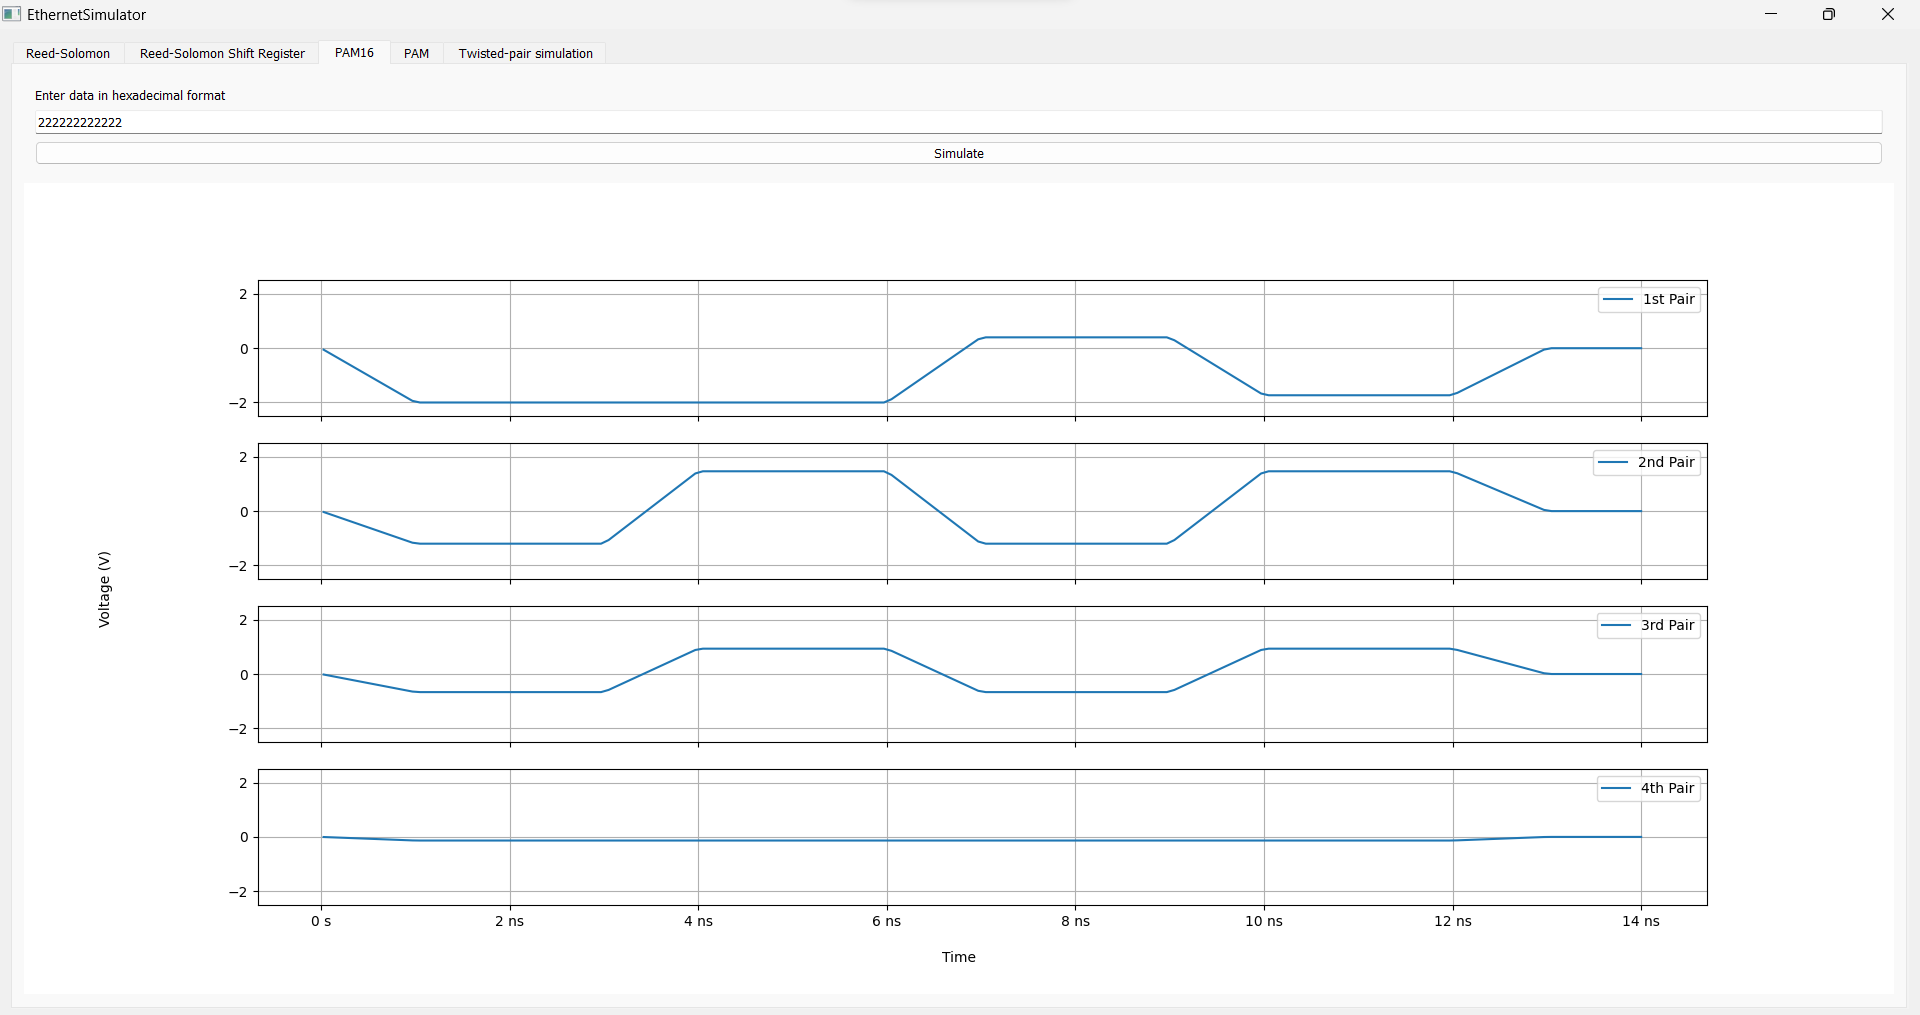 EthernetSimulator
Reed-Solomon Reed-Solomon Shift Register PAM16 PAM Twisted-pair simulation
Enter data in hexadecimal format
222222222222
Simulate
2
0
−2
1st Pair
2
0
−2
2nd Pair
2
0
−2
3rd Pair
2
0
−2
4th Pair
Voltage (V)
0 s 2 ns 4 ns 6 ns 8 ns 10 ns 12 ns 14 ns
Time